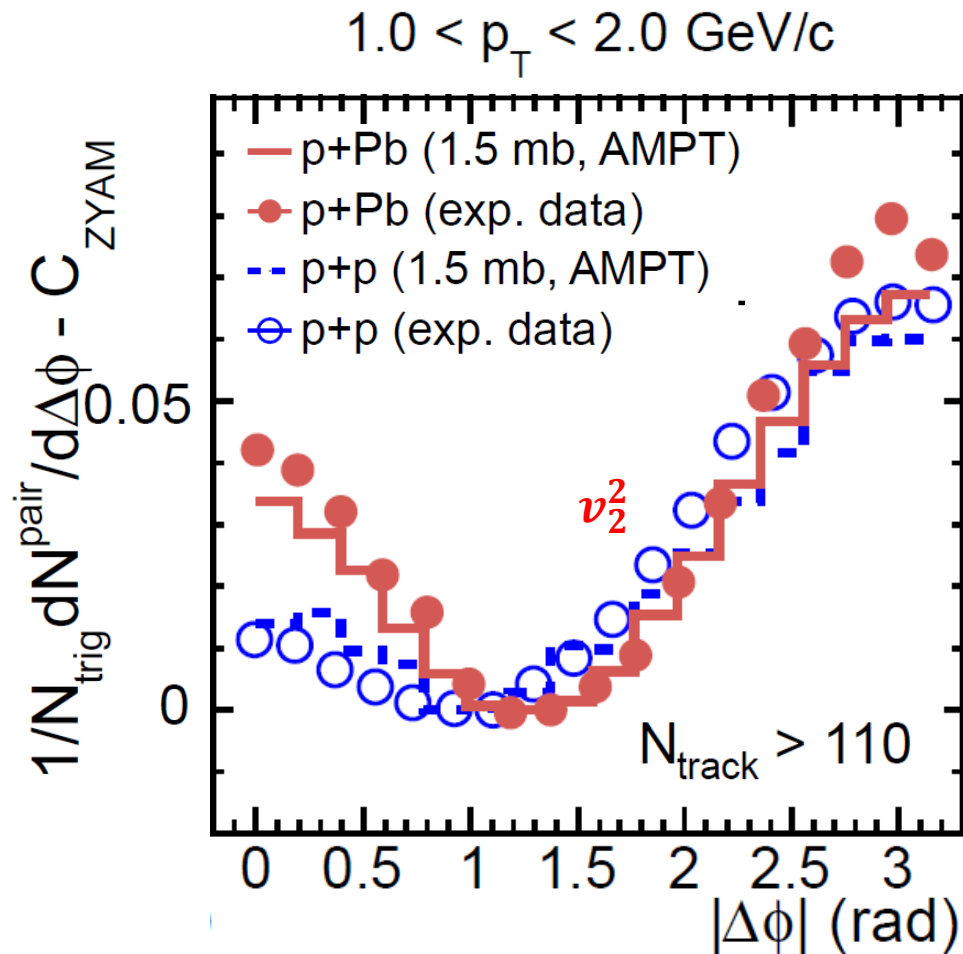 1.0 < p_T < 2.0 GeV/c
p+Pb (1.5 mb, AMPT)
p+Pb (exp. data)
p+p (1.5 mb, AMPT)
p+p (exp. data)
1/N_trig dN^pair/dΔϕ - C_ZYAM
0.05
0
v_2^2
N_track > 110
0 0.5 1 1.5 2 2.5 3
|Δϕ| (rad)